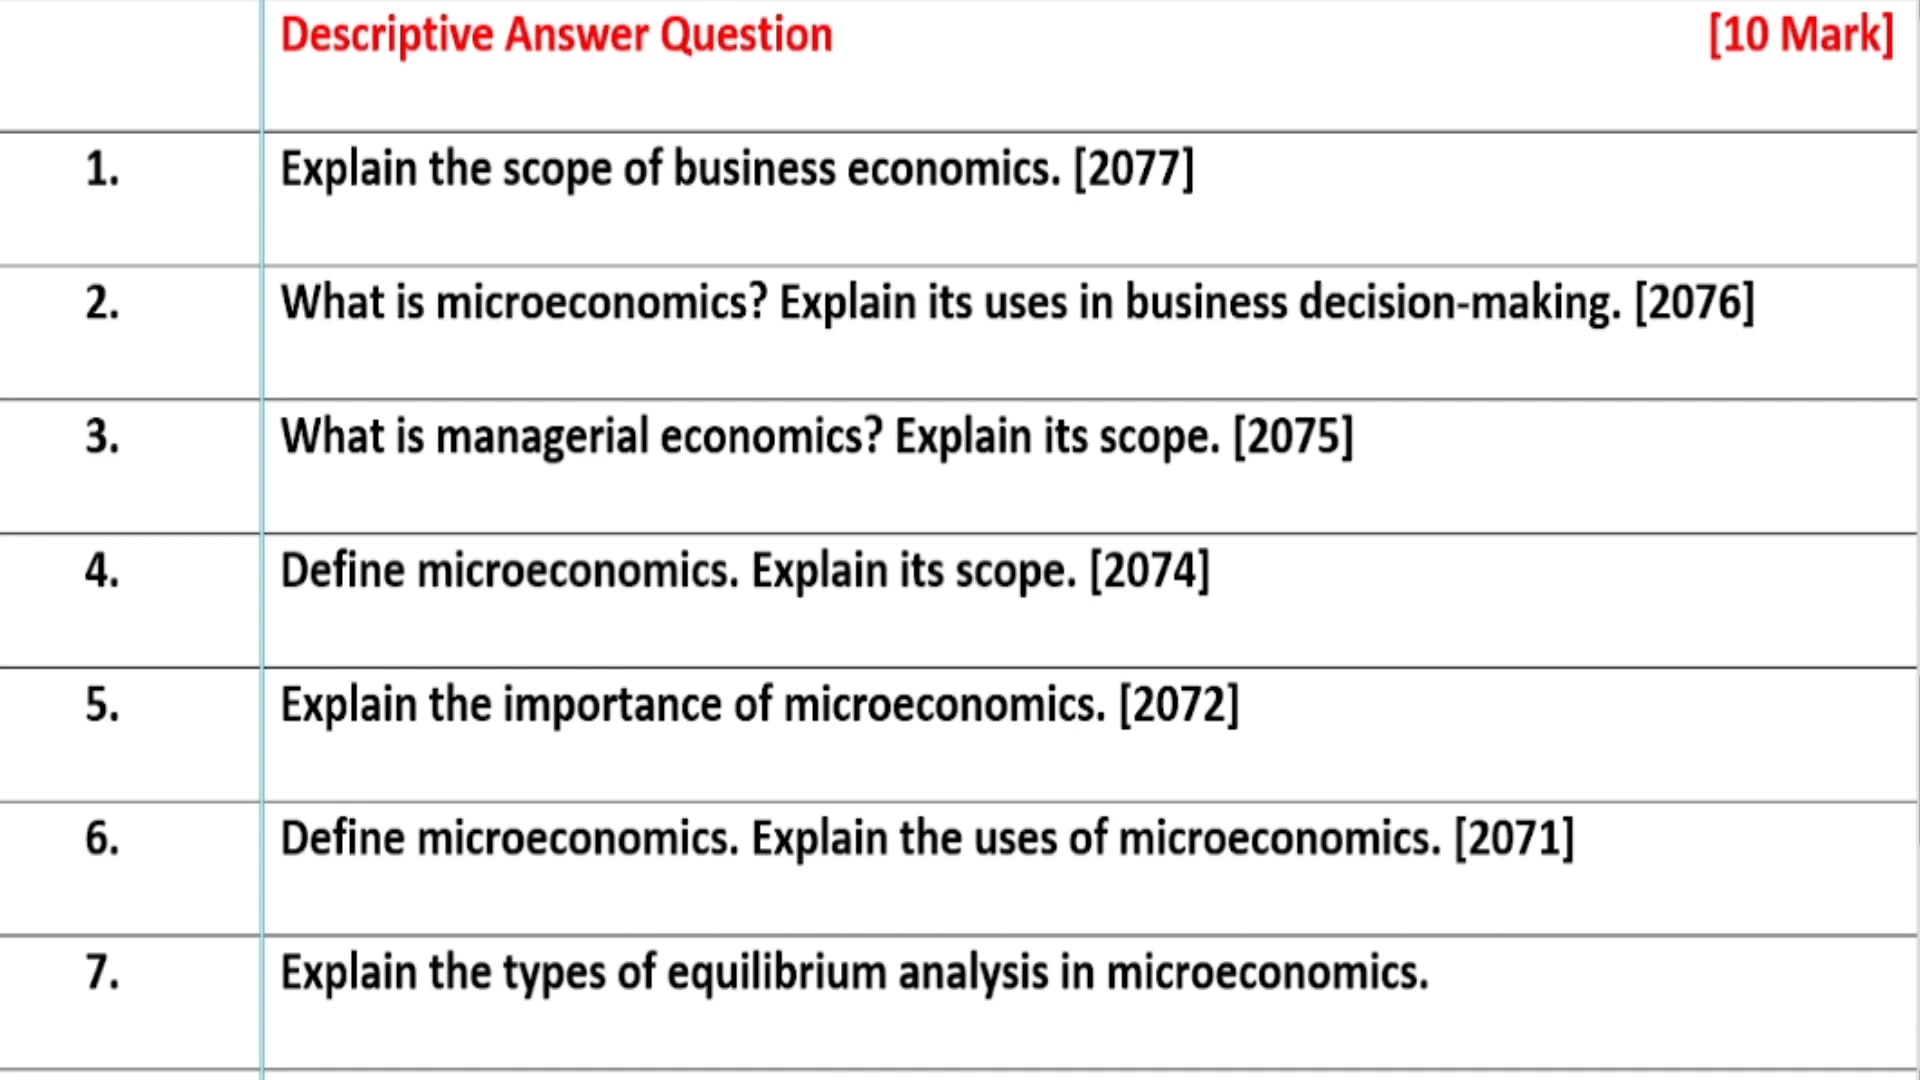 Descriptive Answer Question [10 Mark]
1. Explain the scope of business economics. [2077]
2. What is microeconomics? Explain its uses in business decision-making. [2076]
3. What is managerial economics? Explain its scope. [2075]
4. Define microeconomics. Explain its scope. [2074]
5. Explain the importance of microeconomics. [2072]
6. Define microeconomics. Explain the uses of microeconomics. [2071]
7. Explain the types of equilibrium analysis in microeconomics.